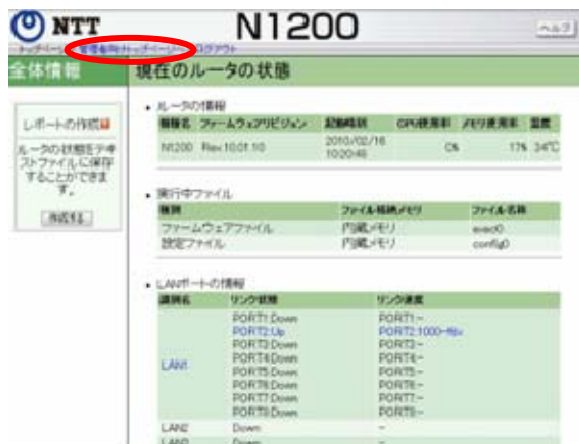 NTT
N1200
ヘルプ
トップページ 管理者向けトップページへ ログアウト
全体情報
現在のルータの状態
レポートの作成
ルータの状態をテキストファイルに保存することができます。
作成する
・ルータの情報
機種名 ファームウェアリビジョン 起動時刻 CPU使用率 メモリ使用率 温度
N1200 Rev.10.01.10 2010/02/16 10:20:46 17% 34℃
・実行中ファイル
種別 ファイル格納メモリ ファイル名称
ファームウェアファイル 内蔵メモリ exec0
設定ファイル 内蔵メモリ config0
・LANポートの情報
識別名 リンク状態 リンク速度
LAN1
PORT1:Down PORT1:-
PORT2:Up PORT2:1000-fdx
PORT3:Down PORT3:-
PORT4:Down PORT4:-
PORT5:Down PORT5:-
PORT6:Down PORT6:-
PORT7:Down PORT7:-
PORT8:Down PORT8:-
LAN2 Down -
LAN3 Down -